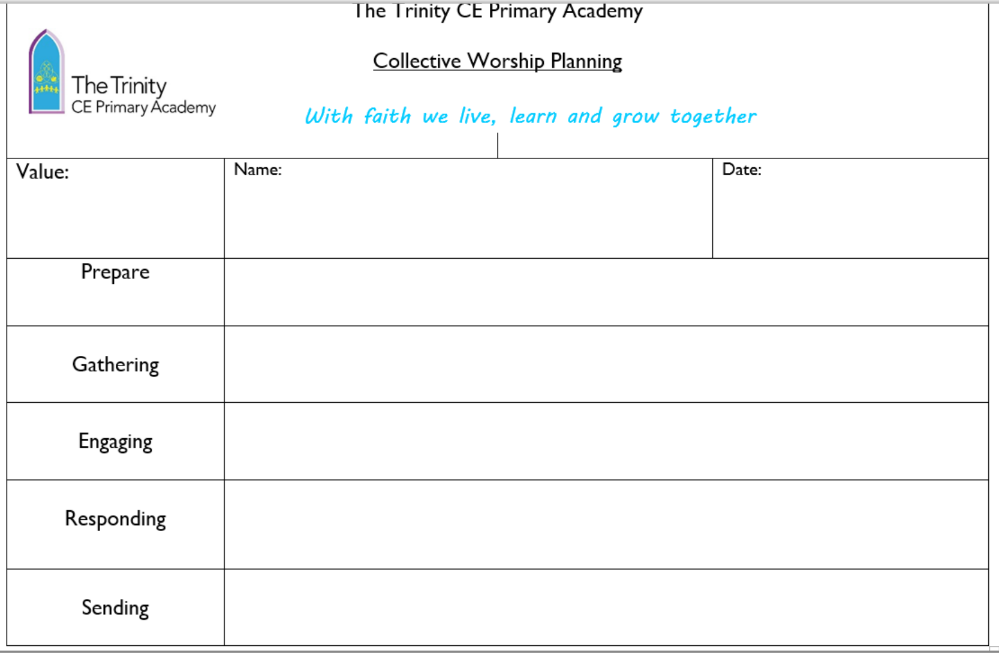 The Trinity CE Primary Academy
Collective Worship Planning
The Trinity
CE Primary Academy
With faith we live, learn and grow together
Value:
Name:
Date:
Prepare
Gathering
Engaging
Responding
Sending